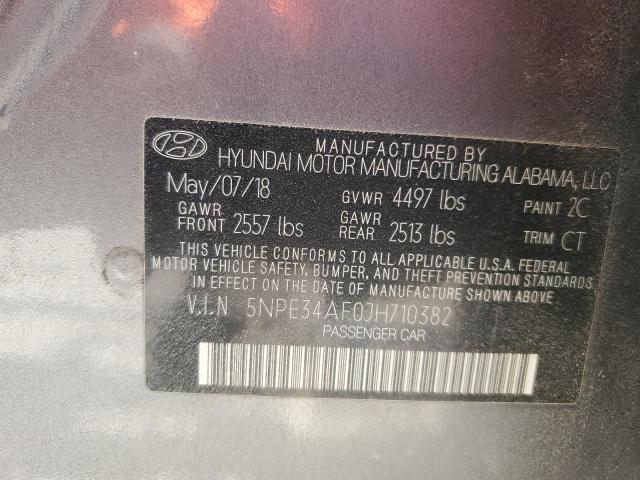 MANUFACTURED BY
HYUNDAI MOTOR MANUFACTURING ALABAMA, LLC
May/07/18 GVWR 4497 lbs PAINT 2C
GAWR FRONT 2557 lbs GAWR REAR 2513 lbs TRIM CT
THIS VEHICLE CONFORMS TO ALL APPLICABLE U.S.A. FEDERAL
MOTOR VEHICLE SAFETY, BUMPER, AND THEFT PREVENTION STANDARDS
IN EFFECT ON THE DATE OF MANUFACTURE SHOWN ABOVE.
V.I.N 5NPE34AF0JH710382
PASSENGER CAR